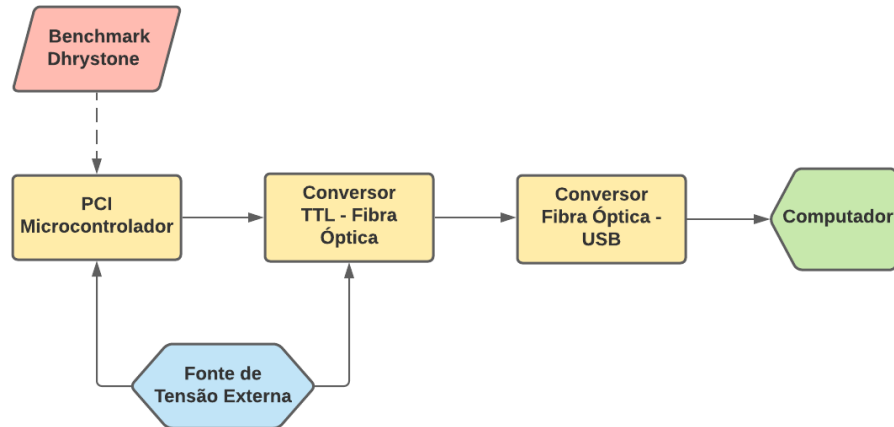 Benchmark
Dhrystone
PCI
Microcontrolador
Conversor
TTL - Fibra
Óptica
Conversor
Fibra Óptica -
USB
Computador
Fonte de
Tensão Externa